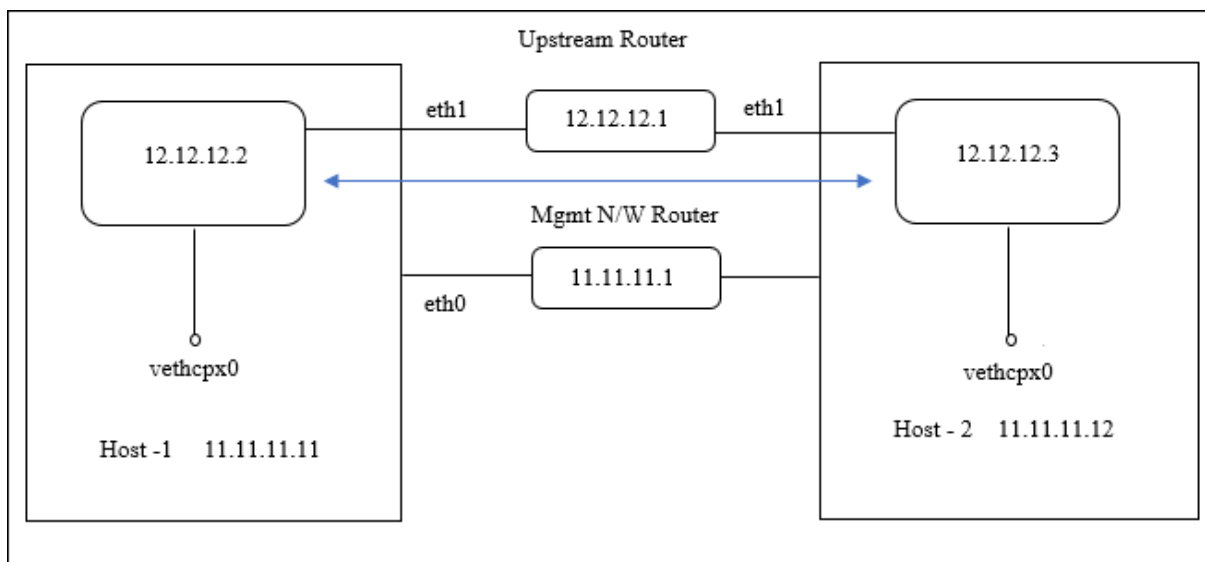 Upstream Router
eth1
12.12.12.1
eth1
12.12.12.2
12.12.12.3
Mgmt N/W Router
11.11.11.1
eth0
vethcpx0
vethcpx0
Host -1 11.11.11.11
Host - 2 11.11.11.12